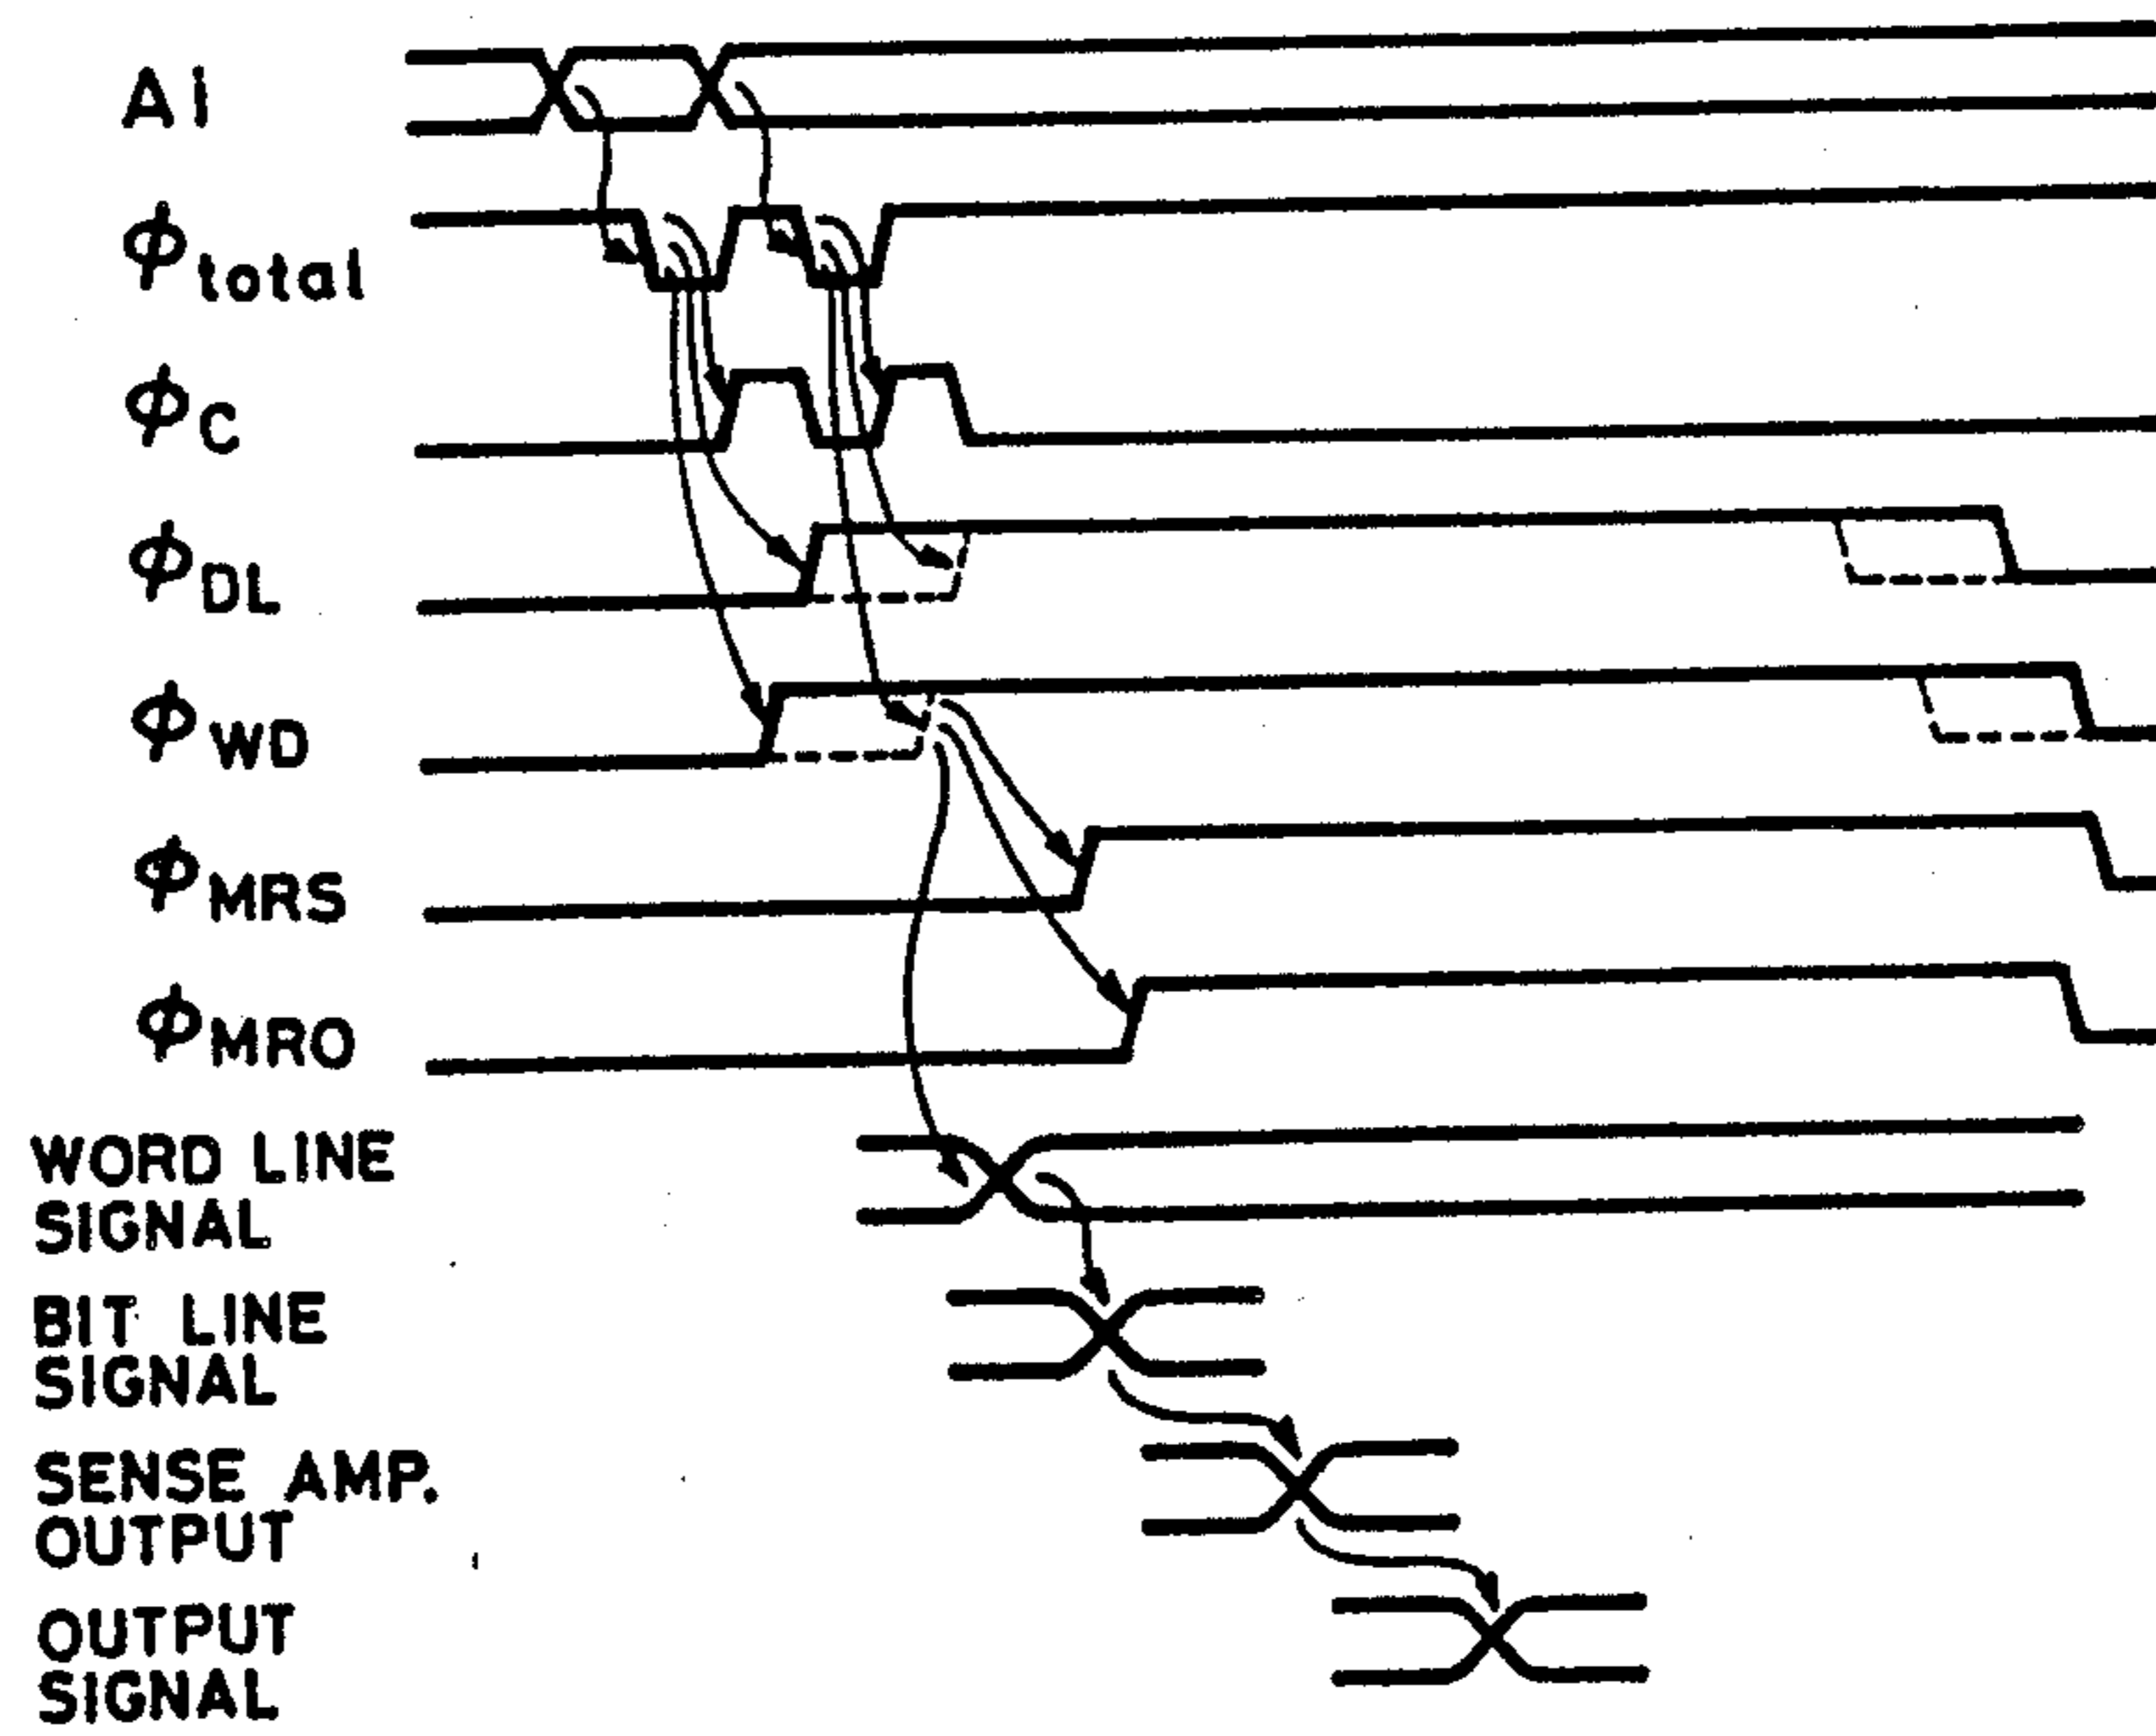 Ai
ϕtotal
ϕC
ϕDL
ϕWD
ϕMRS
ϕMRO
WORD LINE
SIGNAL
BIT LINE
SIGNAL
SENSE AMP.
OUTPUT
OUTPUT
SIGNAL